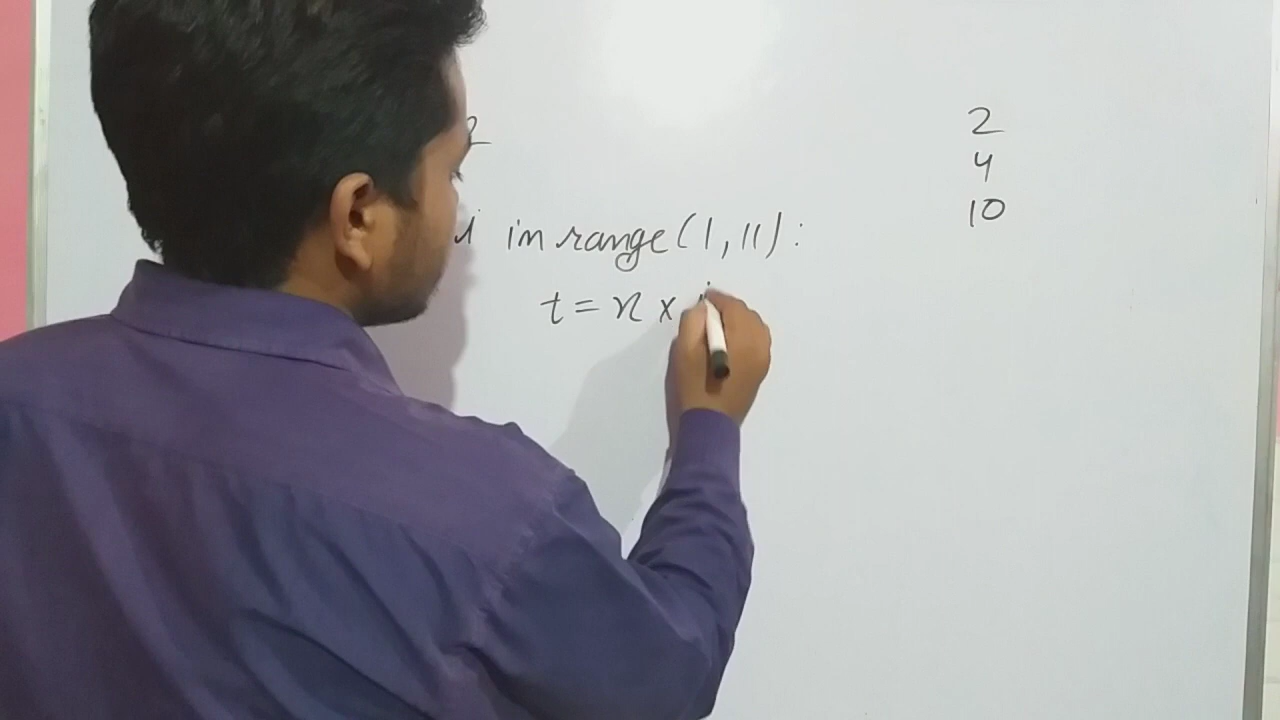 2
i in range(1,11):
t = n x i
2
4
10